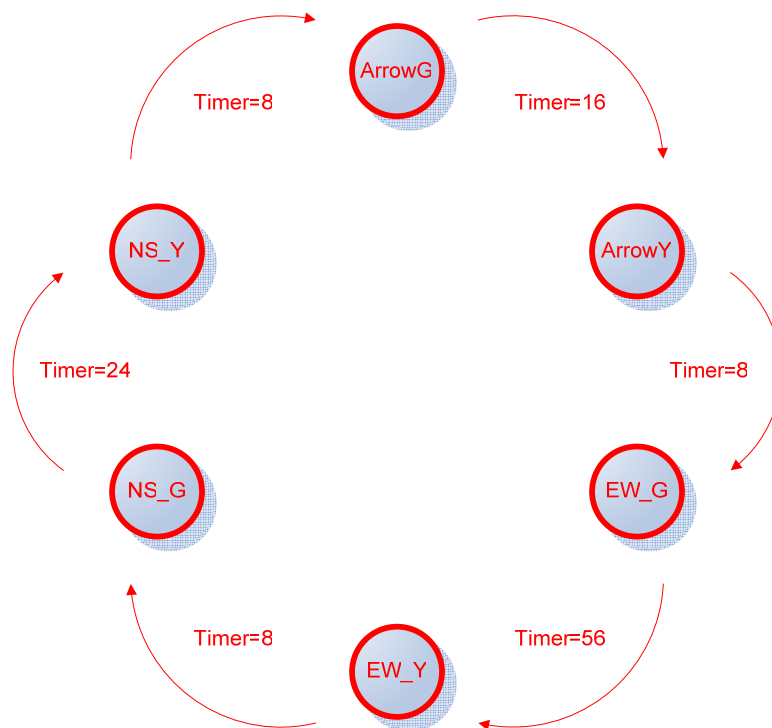 ArrowG
Timer=8
Timer=16
NS_Y
ArrowY
Timer=24
Timer=8
NS_G
EW_G
Timer=8
Timer=56
EW_Y